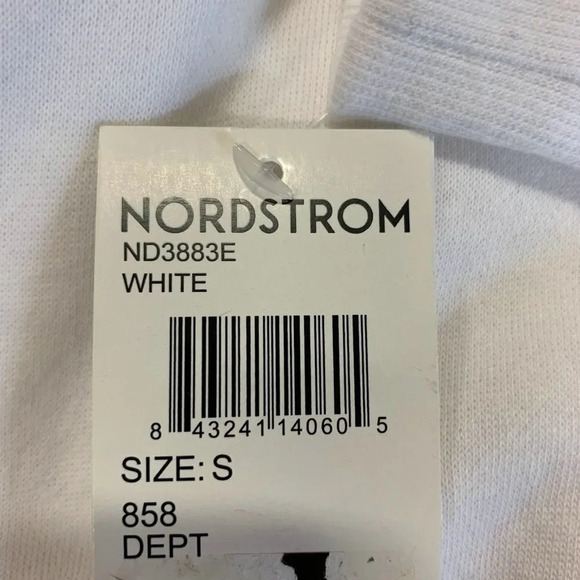 NORDSTROM
ND3883E
WHITE
8 43241 14060 5
SIZE: S
858
DEPT